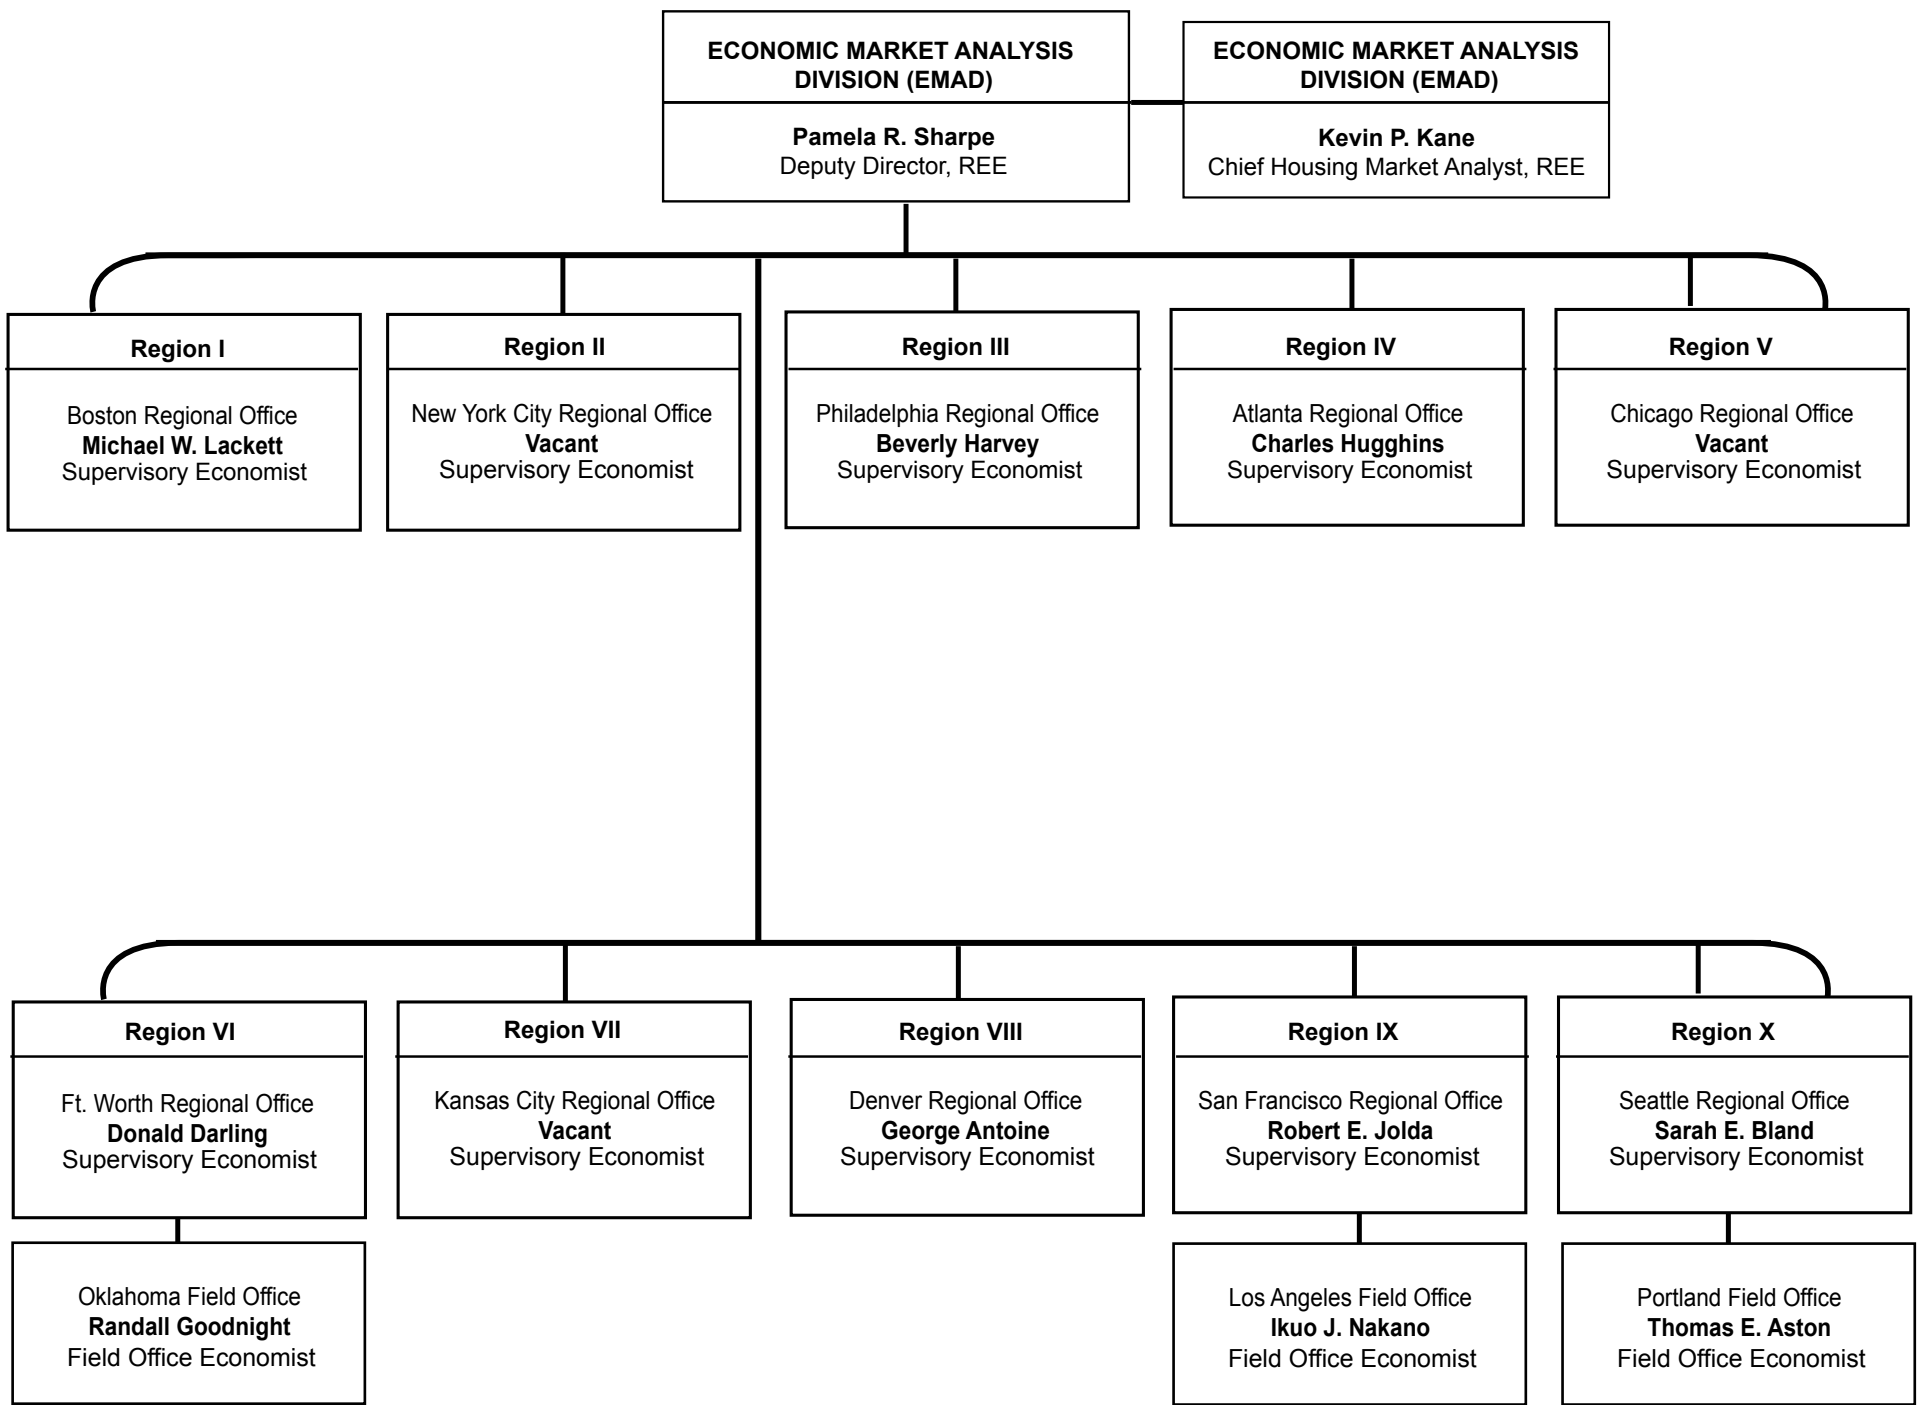 ECONOMIC MARKET ANALYSIS
DIVISION (EMAD)
Pamela R. Sharpe
Deputy Director, REE
ECONOMIC MARKET ANALYSIS
DIVISION (EMAD)
Kevin P. Kane
Chief Housing Market Analyst, REE
Region I
Boston Regional Office
Michael W. Lackett
Supervisory Economist
Region II
New York City Regional Office
Vacant
Supervisory Economist
Region III
Philadelphia Regional Office
Beverly Harvey
Supervisory Economist
Region IV
Atlanta Regional Office
Charles Hugghins
Supervisory Economist
Region V
Chicago Regional Office
Vacant
Supervisory Economist
Region VI
Ft. Worth Regional Office
Donald Darling
Supervisory Economist
Oklahoma Field Office
Randall Goodnight
Field Office Economist
Region VII
Kansas City Regional Office
Vacant
Supervisory Economist
Region VIII
Denver Regional Office
George Antoine
Supervisory Economist
Region IX
San Francisco Regional Office
Robert E. Jolda
Supervisory Economist
Los Angeles Field Office
Ikuo J. Nakano
Field Office Economist
Region X
Seattle Regional Office
Sarah E. Bland
Supervisory Economist
Portland Field Office
Thomas E. Aston
Field Office Economist